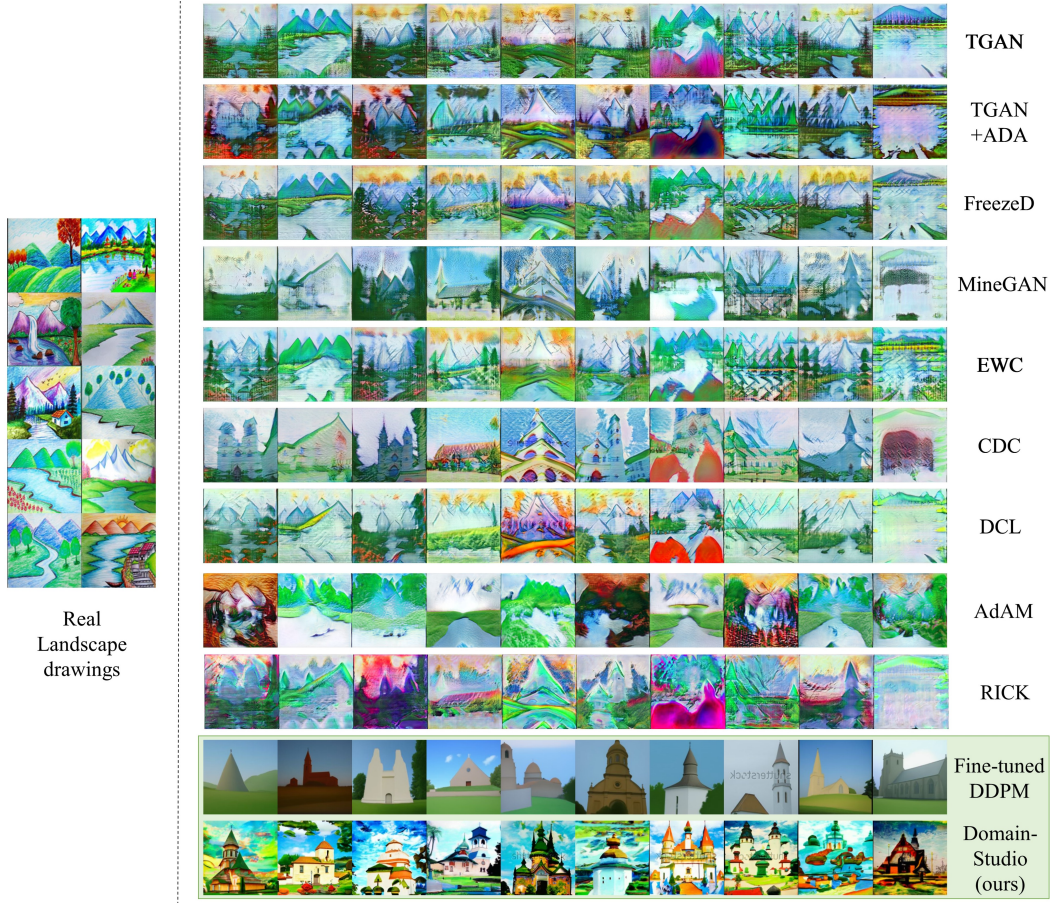 TGAN
TGAN
+ADA
FreezeD
MineGAN
EWC
CDC
DCL
AdAM
RICK
Fine-tuned
DDPM
Domain-
Studio
(ours)
Real
Landscape
drawings
shutterstock